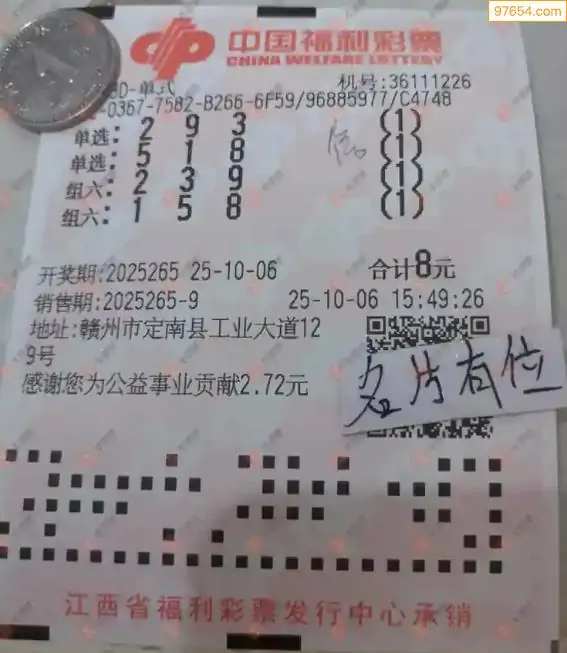 97654.com
中国福利彩票
CHINA WELFARE LOTTERY
D-单式 机号:36111226
-0367-7582-B266-6F59/96885977/C4748
单选: 2 9 3 (1)
单选: 5 1 8 (1)
组六: 2 3 9 (1)
组六: 1 5 8 (1)
开奖期:2025265 25-10-06 合计8元
销售期:2025265-9 25-10-06 15:49:26
地址:赣州市定南县工业大道12
9号
感谢您为公益事业贡献2.72元
名片有位
江西省福利彩票发行中心承销